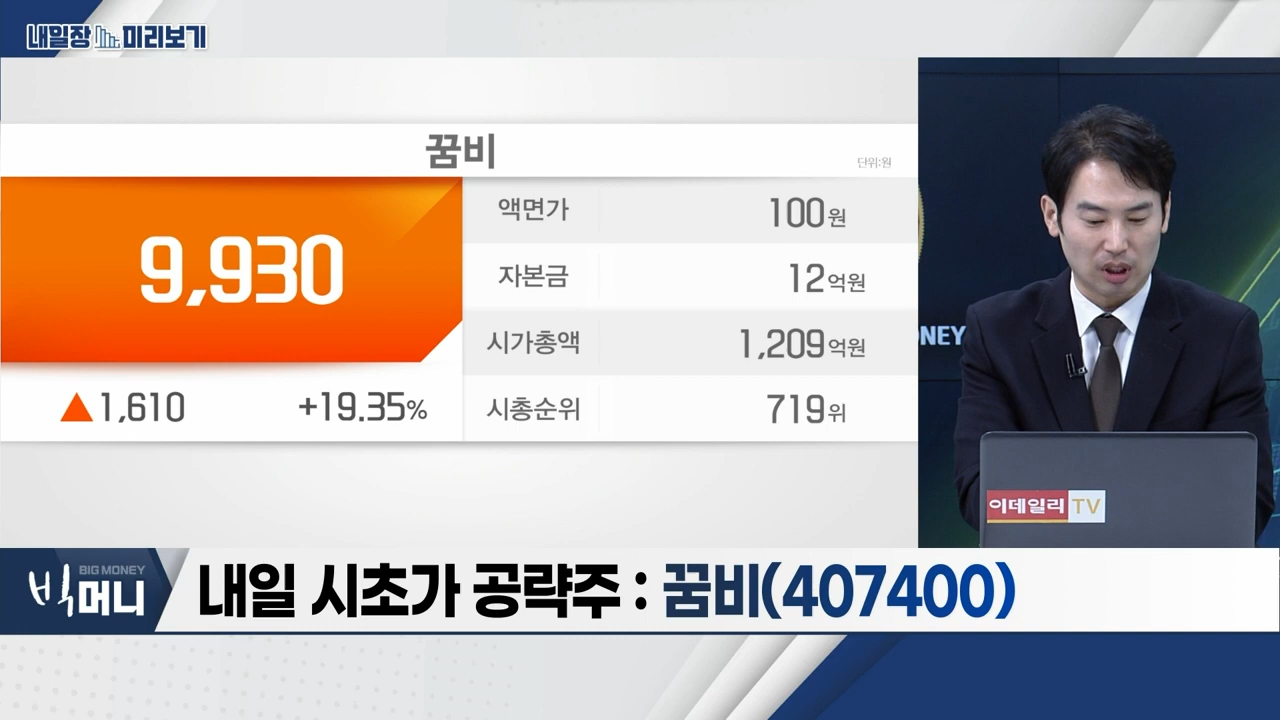 내일장 미리보기
꿈비
단위:원
9,930
▲1,610 +19.35%
액면가 100원
자본금 12억원
시가총액 1,209억원
시총순위 719위
ONEY
이데일리 TV
BIG MONEY
빅머니
내일 시초가 공략주 : 꿈비(407400)